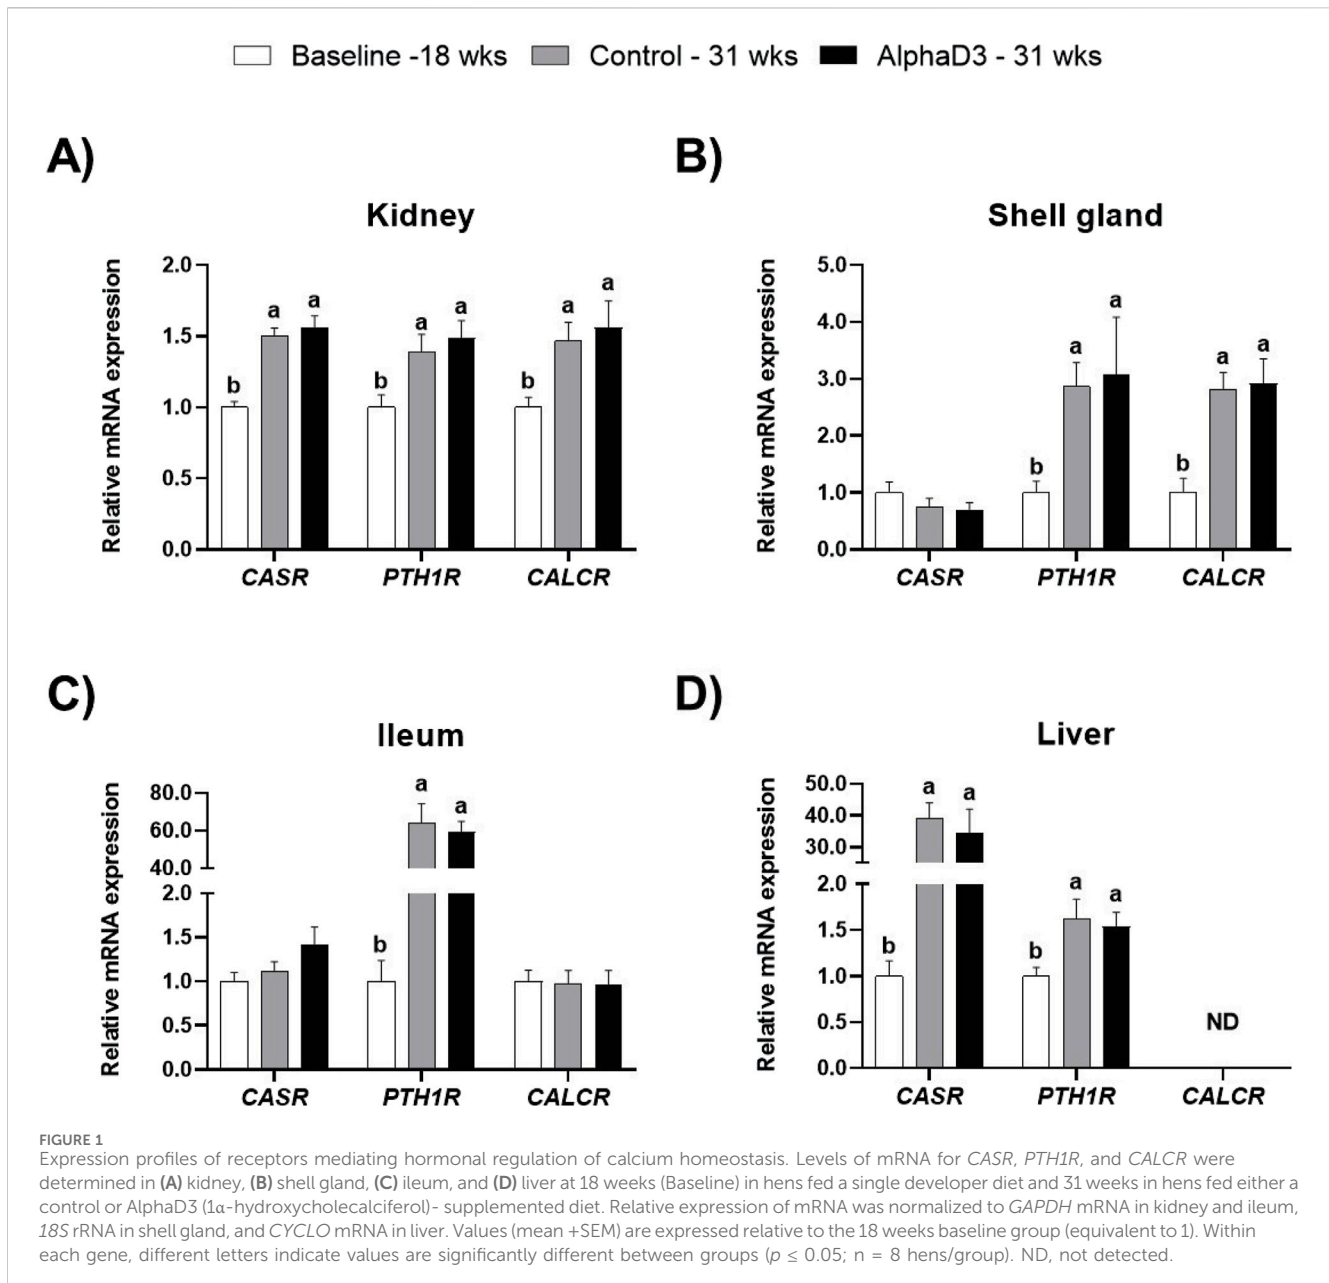 Baseline -18 wks Control - 31 wks AlphaD3 - 31 wks
A)
Kidney
Relative mRNA expression
2.0
1.5
1.0
0.5
0.0
b a a b a a b a a
CASR PTH1R CALCR
B)
Shell gland
Relative mRNA expression
5.0
4.0
3.0
2.0
1.0
0.0
b a a b a a
CASR PTH1R CALCR
C)
Ileum
Relative mRNA expression
80.0
60.0
40.0
2.0
1.5
1.0
0.5
0.0
b a a
CASR PTH1R CALCR
D)
Liver
Relative mRNA expression
50.0
40.0
30.0
2.0
1.5
1.0
0.5
0.0
b a a b a a
ND
CASR PTH1R CALCR
FIGURE 1
Expression profiles of receptors mediating hormonal regulation of calcium homeostasis. Levels of mRNA for CASR, PTH1R, and CALCR were
determined in (A) kidney, (B) shell gland, (C) ileum, and (D) liver at 18 weeks (Baseline) in hens fed a single developer diet and 31 weeks in hens fed either a
control or AlphaD3 (1α-hydroxycholecalciferol)- supplemented diet. Relative expression of mRNA was normalized to GAPDH mRNA in kidney and ileum,
18S rRNA in shell gland, and CYCLO mRNA in liver. Values (mean +SEM) are expressed relative to the 18 weeks baseline group (equivalent to 1). Within
each gene, different letters indicate values are significantly different between groups (p ≤ 0.05; n = 8 hens/group). ND, not detected.